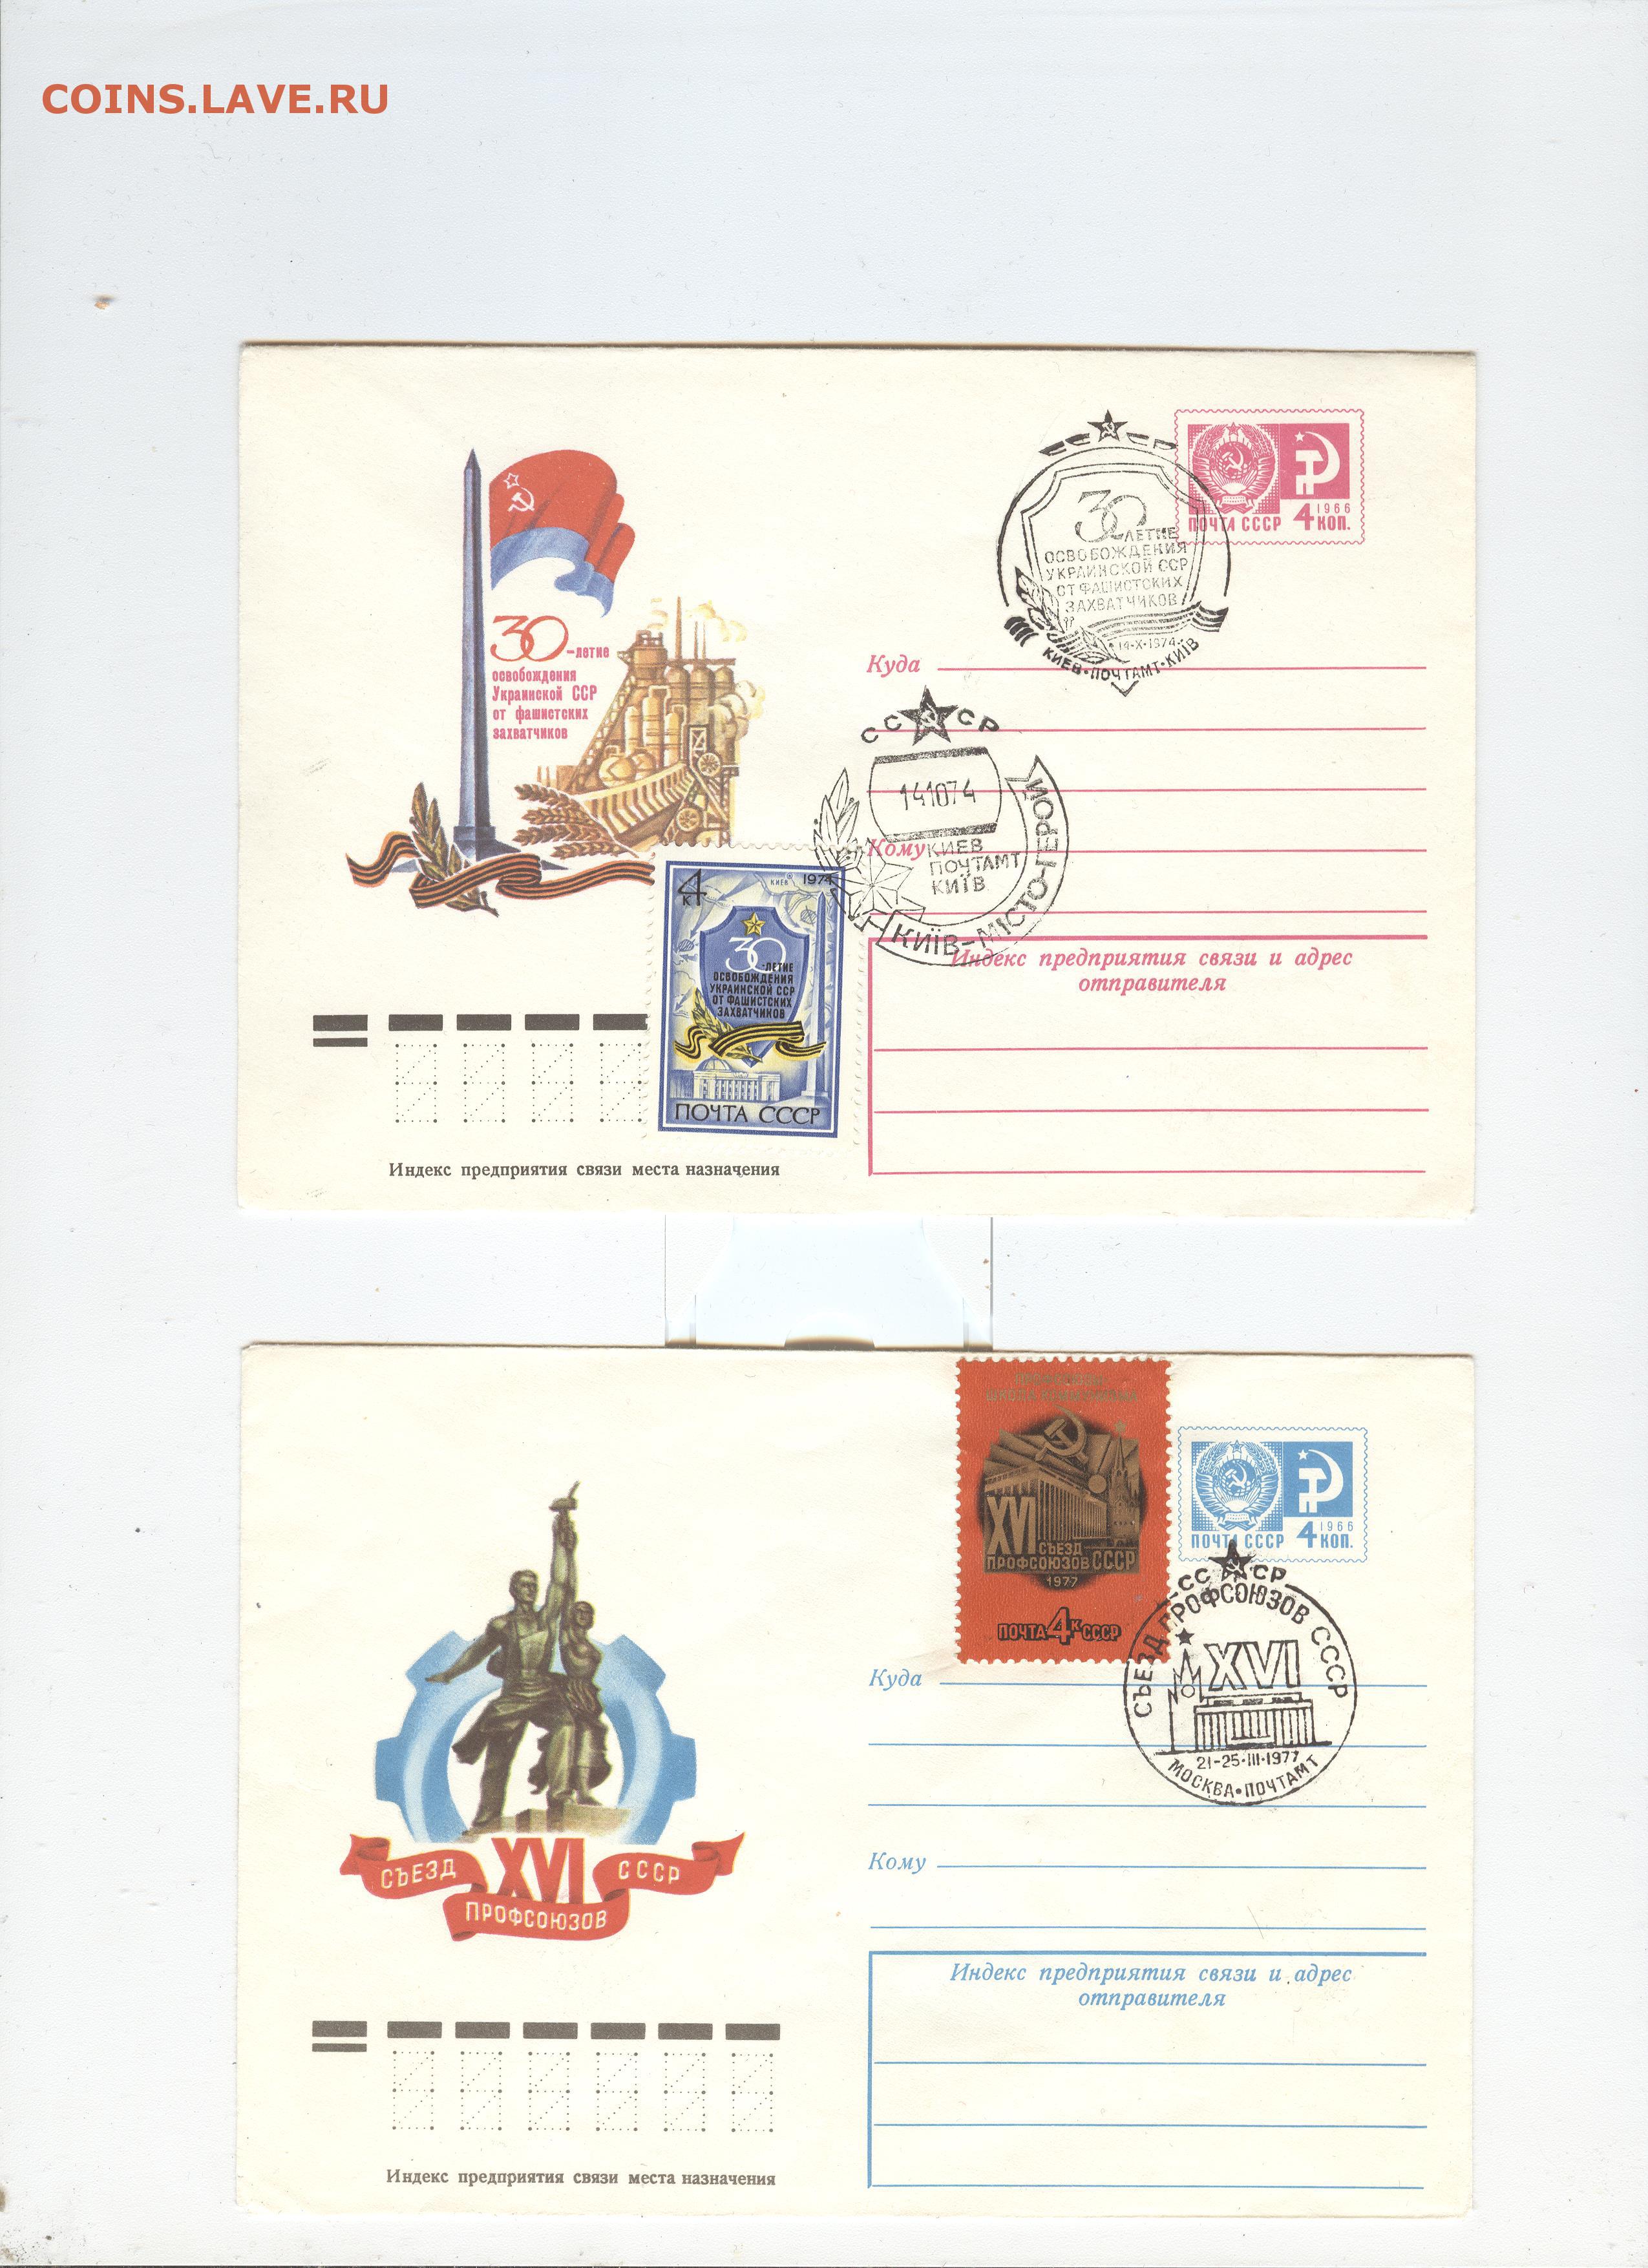 COINS.LAVE.RU
30-летие
освобождения
Украинской ССР
от фашистских
захватчиков
30
ЛЕТИЕ
ОСВОБОЖДЕНИЯ
УКРАИНСКОЙ ССР
ОТ ФАШИСТСКИХ
ЗАХВАТЧИКОВ
14·X·1974
КИЕВ·ПОЧТАМТ·КИЇВ
1966
ПОЧТА СССР 4 КОП.
Куда
СССР
141074
КИЕВ
ПОЧТАМТ
КИЇВ
КИЇВ-МІСТО-ГЕРОЙ
Кому
4к
КИЕВ 1974
30-ЛЕТИЕ
ОСВОБОЖДЕНИЯ
УКРАИНСКОЙ ССР
ОТ ФАШИСТСКИХ
ЗАХВАТЧИКОВ
ПОЧТА СССР
Индекс предприятия связи и адрес
отправителя
Индекс предприятия связи места назначения
XVI
СЪЕЗД
ПРОФСОЮЗОВ СССР
1977
ПОЧТА 4к СССР
1966
ПОЧТА СССР 4 КОП.
СССР
СЪЕЗД ПРОФСОЮЗОВ СССР
XVI
21-25·III·1977
МОСКВА·ПОЧТАМТ
Куда
СЪЕЗД XVI СССР
ПРОФСОЮЗОВ
Кому
Индекс предприятия связи и адрес
отправителя
Индекс предприятия связи места назначения